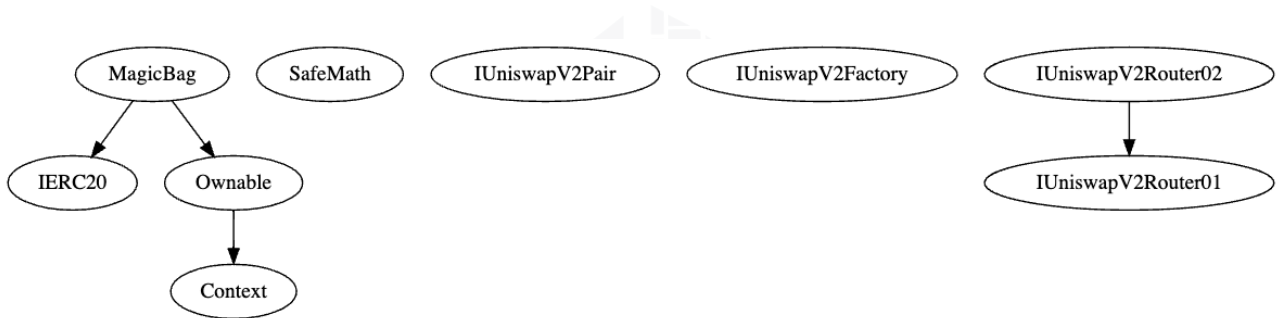 MagicBag
SafeMath
IUniswapV2Pair
IUniswapV2Factory
IUniswapV2Router02
IERC20
Ownable
IUniswapV2Router01
Context